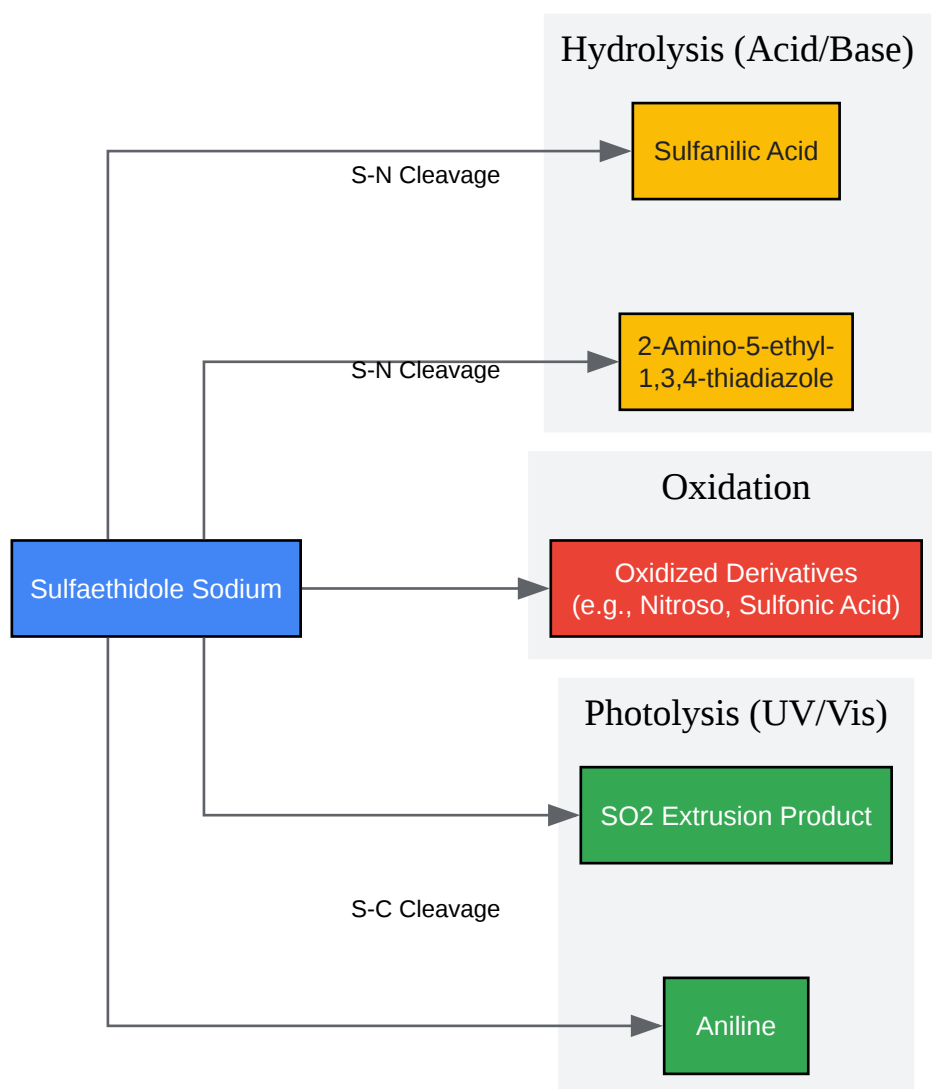 Hydrolysis (Acid/Base)
Sulfanilic Acid
S-N Cleavage
2-Amino-5-ethyl-
1,3,4-thiadiazole
S-N Cleavage
Oxidation
Sulfaethidole Sodium
Oxidized Derivatives
(e.g., Nitroso, Sulfonic Acid)
Photolysis (UV/Vis)
SO2 Extrusion Product
S-C Cleavage
Aniline